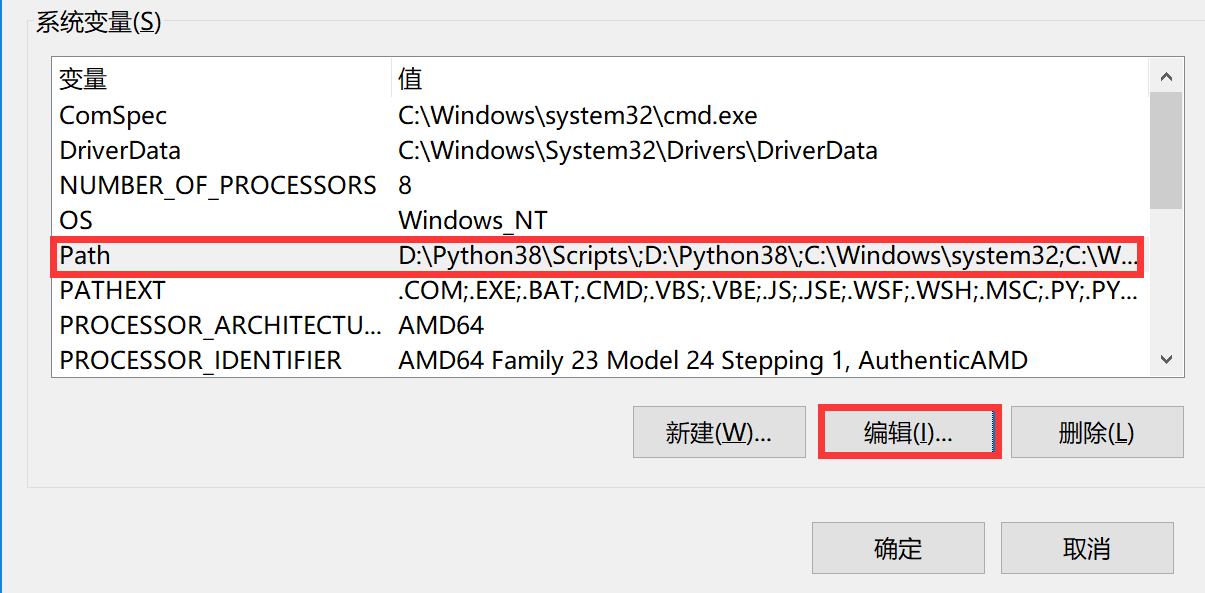 系统变量(S)
变量 值
ComSpec C:\Windows\system32\cmd.exe
DriverData C:\Windows\System32\Drivers\DriverData
NUMBER_OF_PROCESSORS 8
OS Windows_NT
Path D:\Python38\Scripts\;D:\Python38\;C:\Windows\system32;C:\W...
PATHEXT .COM;.EXE;.BAT;.CMD;.VBS;.VBE;.JS;.JSE;.WSF;.WSH;.MSC;.PY;.PY...
PROCESSOR_ARCHITECTU... AMD64
PROCESSOR_IDENTIFIER AMD64 Family 23 Model 24 Stepping 1, AuthenticAMD
新建(W)... 编辑(I)... 删除(L)
确定 取消